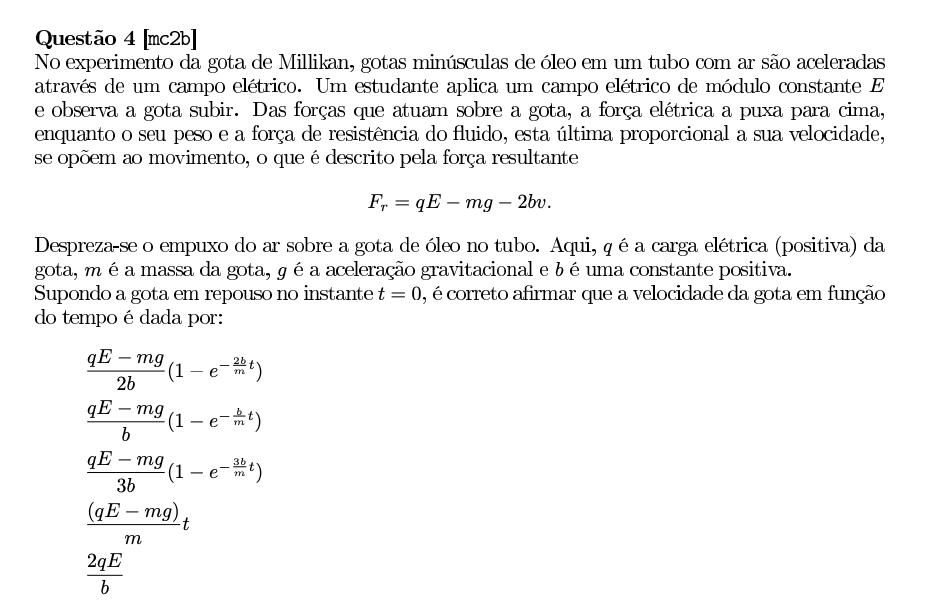 Questão 4 [mc2b]
No experimento da gota de Millikan, gotas minúsculas de óleo em um tubo com ar são aceleradas
através de um campo elétrico. Um estudante aplica um campo elétrico de módulo constante E
e observa a gota subir. Das forças que atuam sobre a gota, a força elétrica a puxa para cima,
enquanto o seu peso e a força de resistência do fluido, esta última proporcional a sua velocidade,
se opõem ao movimento, o que é descrito pela força resultante
F_r = qE − mg − 2bv.
Despreza-se o empuxo do ar sobre a gota de óleo no tubo. Aqui, q é a carga elétrica (positiva) da
gota, m é a massa da gota, g é a aceleração gravitacional e b é uma constante positiva.
Supondo a gota em repouso no instante t = 0, é correto afirmar que a velocidade da gota em função
do tempo é dada por:
\frac{qE − mg}{2b}(1 − e^{−\frac{2b}{m}t})
\frac{qE − mg}{b}(1 − e^{−\frac{b}{m}t})
\frac{qE − mg}{3b}(1 − e^{−\frac{3b}{m}t})
\frac{(qE − mg)}{m}t
\frac{2qE}{b}